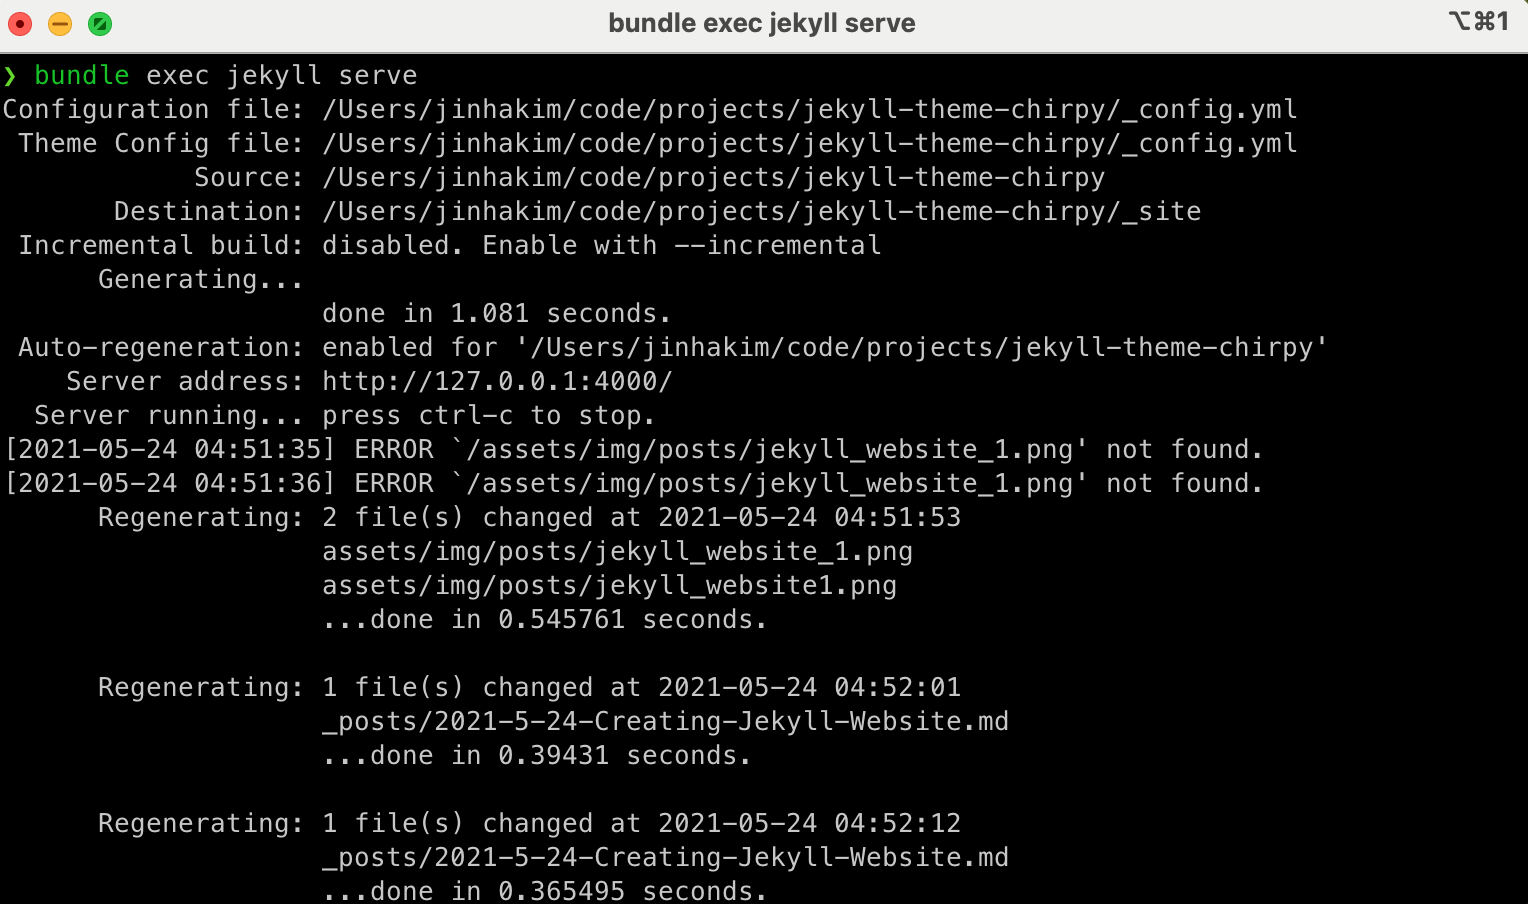 bundle exec jekyll serve
⌥⌘1
❯ bundle exec jekyll serve
Configuration file: /Users/jinhakim/code/projects/jekyll-theme-chirpy/_config.yml
Theme Config file: /Users/jinhakim/code/projects/jekyll-theme-chirpy/_config.yml
Source: /Users/jinhakim/code/projects/jekyll-theme-chirpy
Destination: /Users/jinhakim/code/projects/jekyll-theme-chirpy/_site
Incremental build: disabled. Enable with --incremental
Generating...
done in 1.081 seconds.
Auto-regeneration: enabled for '/Users/jinhakim/code/projects/jekyll-theme-chirpy'
Server address: http://127.0.0.1:4000/
Server running... press ctrl-c to stop.
[2021-05-24 04:51:35] ERROR `/assets/img/posts/jekyll_website_1.png' not found.
[2021-05-24 04:51:36] ERROR `/assets/img/posts/jekyll_website_1.png' not found.
Regenerating: 2 file(s) changed at 2021-05-24 04:51:53
assets/img/posts/jekyll_website_1.png
assets/img/posts/jekyll_website1.png
...done in 0.545761 seconds.
Regenerating: 1 file(s) changed at 2021-05-24 04:52:01
_posts/2021-5-24-Creating-Jekyll-Website.md
...done in 0.39431 seconds.
Regenerating: 1 file(s) changed at 2021-05-24 04:52:12
_posts/2021-5-24-Creating-Jekyll-Website.md
...done in 0.365495 seconds.